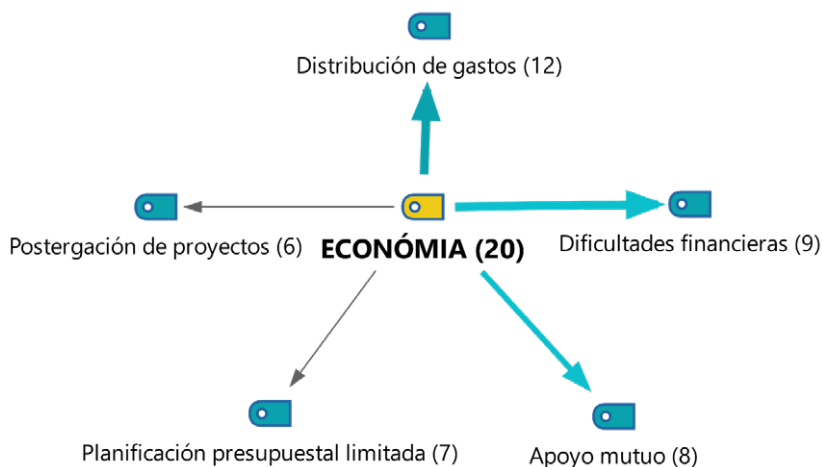 Distribución de gastos (12)
Postergación de proyectos (6)
ECONÓMIA (20)
Dificultades financieras (9)
Planificación presupuestal limitada (7)
Apoyo mutuo (8)